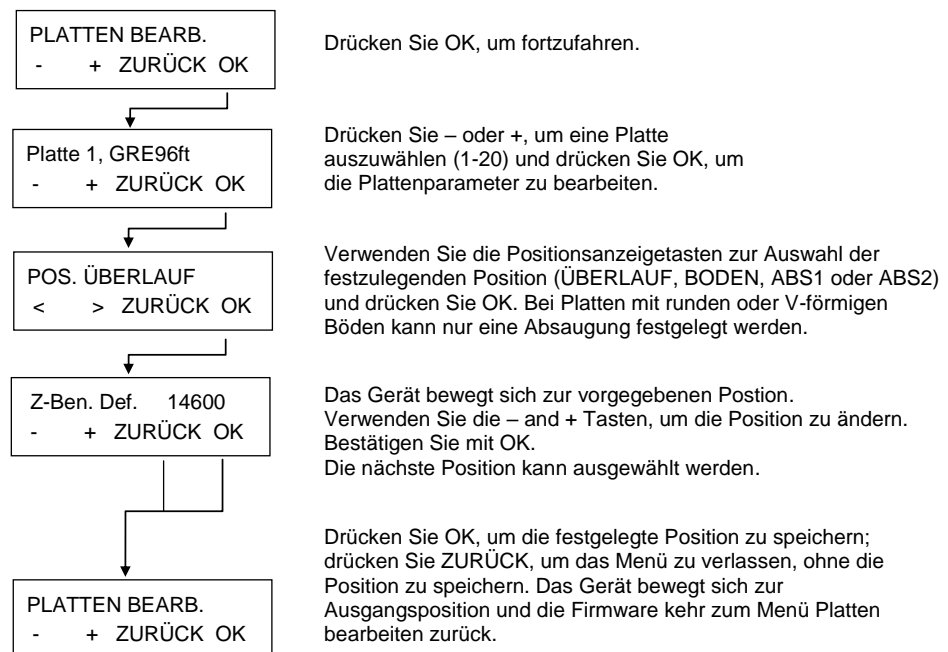 PLATTEN BEARB.
- + ZURÜCK OK
Drücken Sie OK, um fortzufahren.
Platte 1, GRE96ft
- + ZURÜCK OK
Drücken Sie – oder +, um eine Platte
auszuwählen (1-20) und drücken Sie OK, um
die Plattenparameter zu bearbeiten.
POS. ÜBERLAUF
< > ZURÜCK OK
Verwenden Sie die Positionsanzeigetasten zur Auswahl der
festzulegenden Position (ÜBERLAUF, BODEN, ABS1 oder ABS2)
und drücken Sie OK. Bei Platten mit runden oder V-förmigen
Böden kann nur eine Absaugung festgelegt werden.
Z-Ben. Def. 14600
- + ZURÜCK OK
Das Gerät bewegt sich zur vorgegebenen Postion.
Verwenden Sie die – and + Tasten, um die Position zu ändern.
Bestätigen Sie mit OK.
Die nächste Position kann ausgewählt werden.
Drücken Sie OK, um die festgelegte Position zu speichern;
drücken Sie ZURÜCK, um das Menü zu verlassen, ohne die
Position zu speichern. Das Gerät bewegt sich zur
Ausgangsposition und die Firmware kehr zum Menü Platten
bearbeiten zurück.
PLATTEN BEARB.
- + ZURÜCK OK